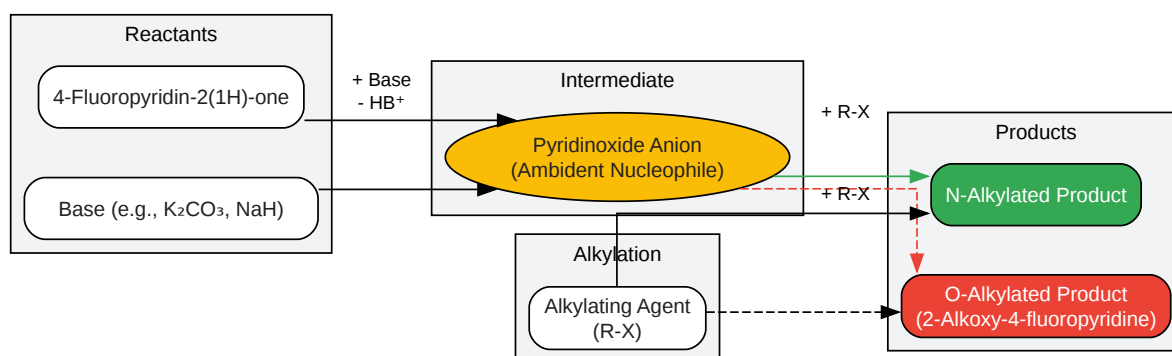 Reactants
4-Fluoropyridin-2(1H)-one
Base (e.g., K₂CO₃, NaH)
+ Base
- HB⁺
Intermediate
Pyridinoxide Anion
(Ambident Nucleophile)
+ R-X
+ R-X
Alkylation
Alkylating Agent
(R-X)
Products
N-Alkylated Product
O-Alkylated Product
(2-Alkoxy-4-fluoropyridine)